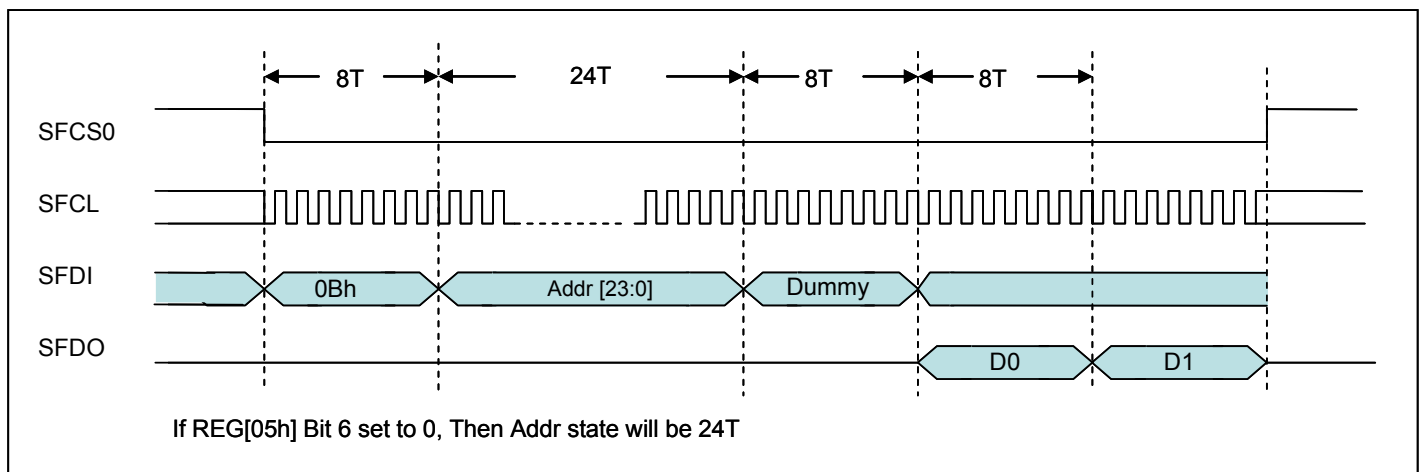 8T 24T 8T 8T
SFCS0
SFCL
SFDI 0Bh Addr [23:0] Dummy
SFDO D0 D1
If REG[05h] Bit 6 set to 0, Then Addr state will be 24T